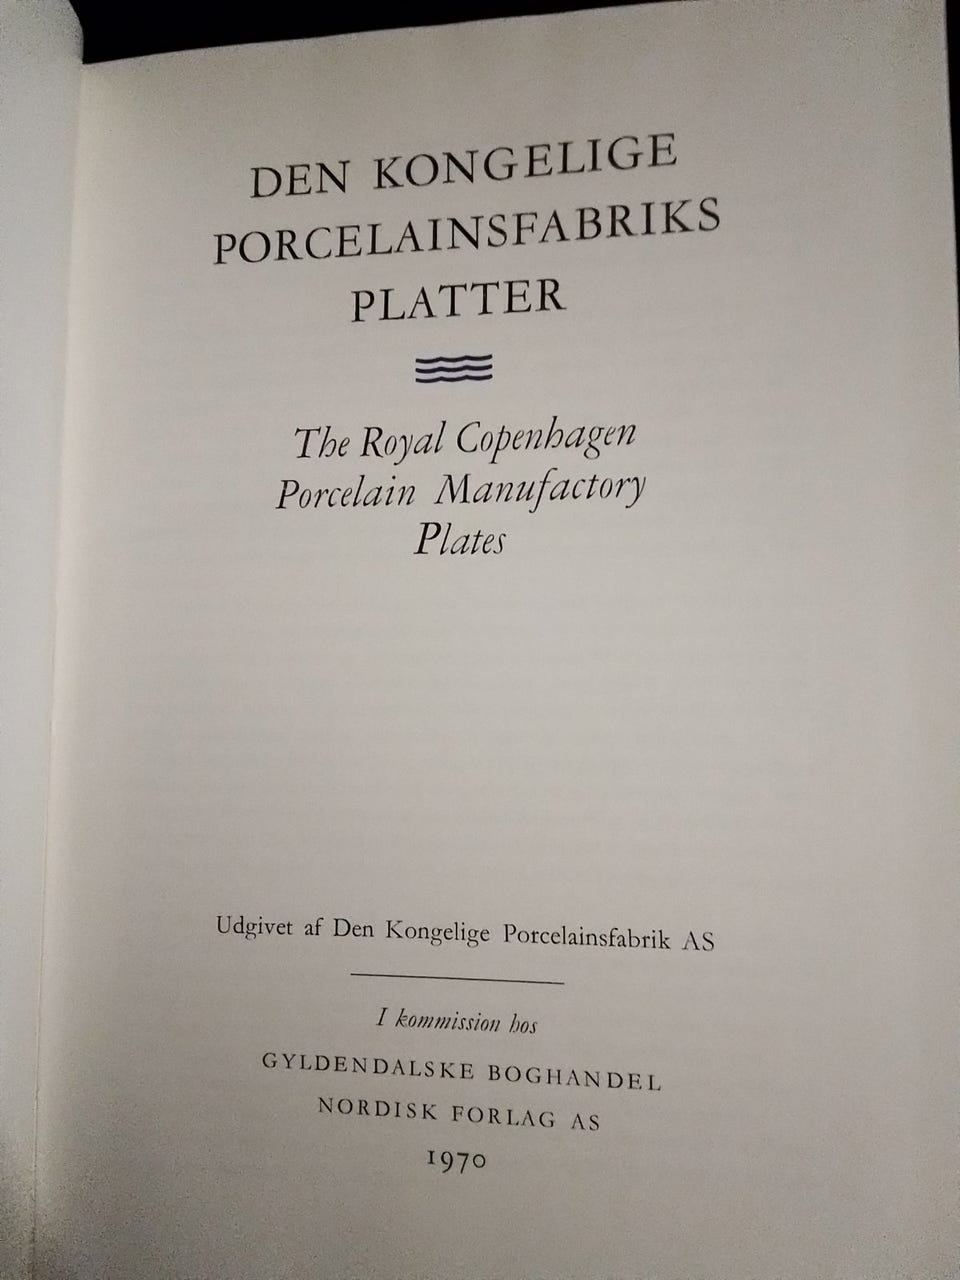 DEN KONGELIGE
PORCELAINSFABRIKS
PLATTER
The Royal Copenhagen
Porcelain Manufactory
Plates
Udgivet af Den Kongelige Porcelainsfabrik AS
I kommission hos
GYLDENDALSKE BOGHANDEL
NORDISK FORLAG AS
1970